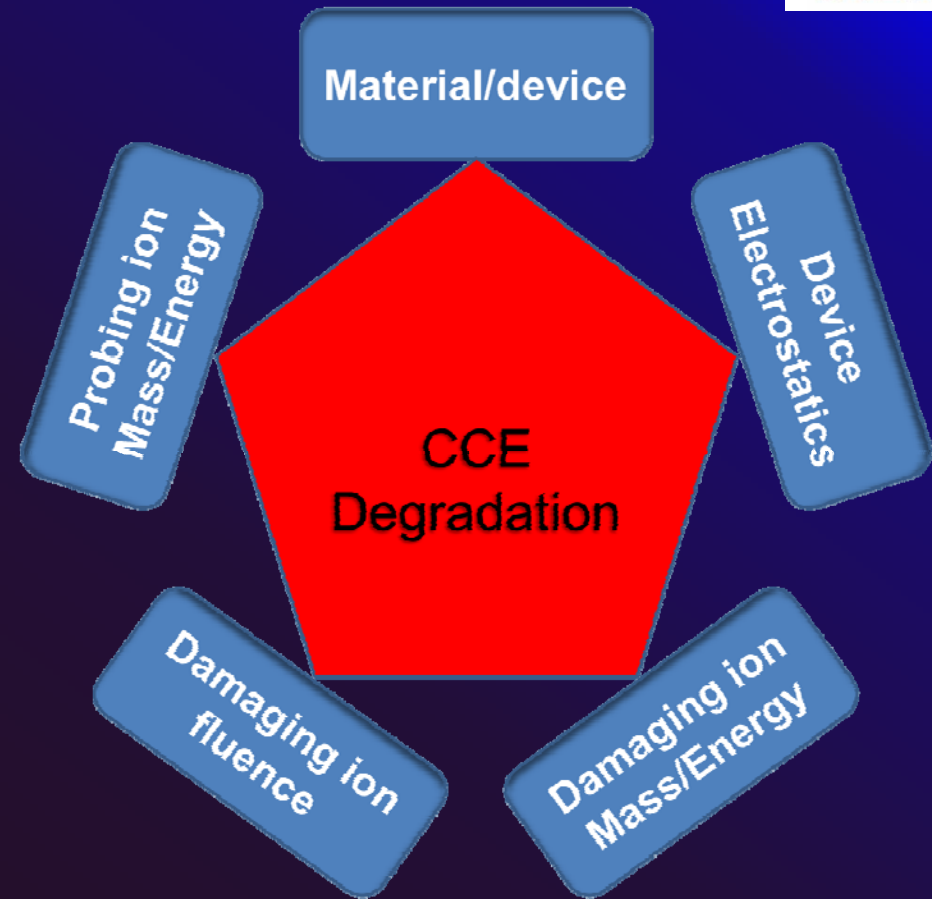 Material/device
Probing ion
Mass/Energy
Device
Electrostatics
CCE
Degradation
Damaging ion
fluence
Damaging ion
Mass/Energy